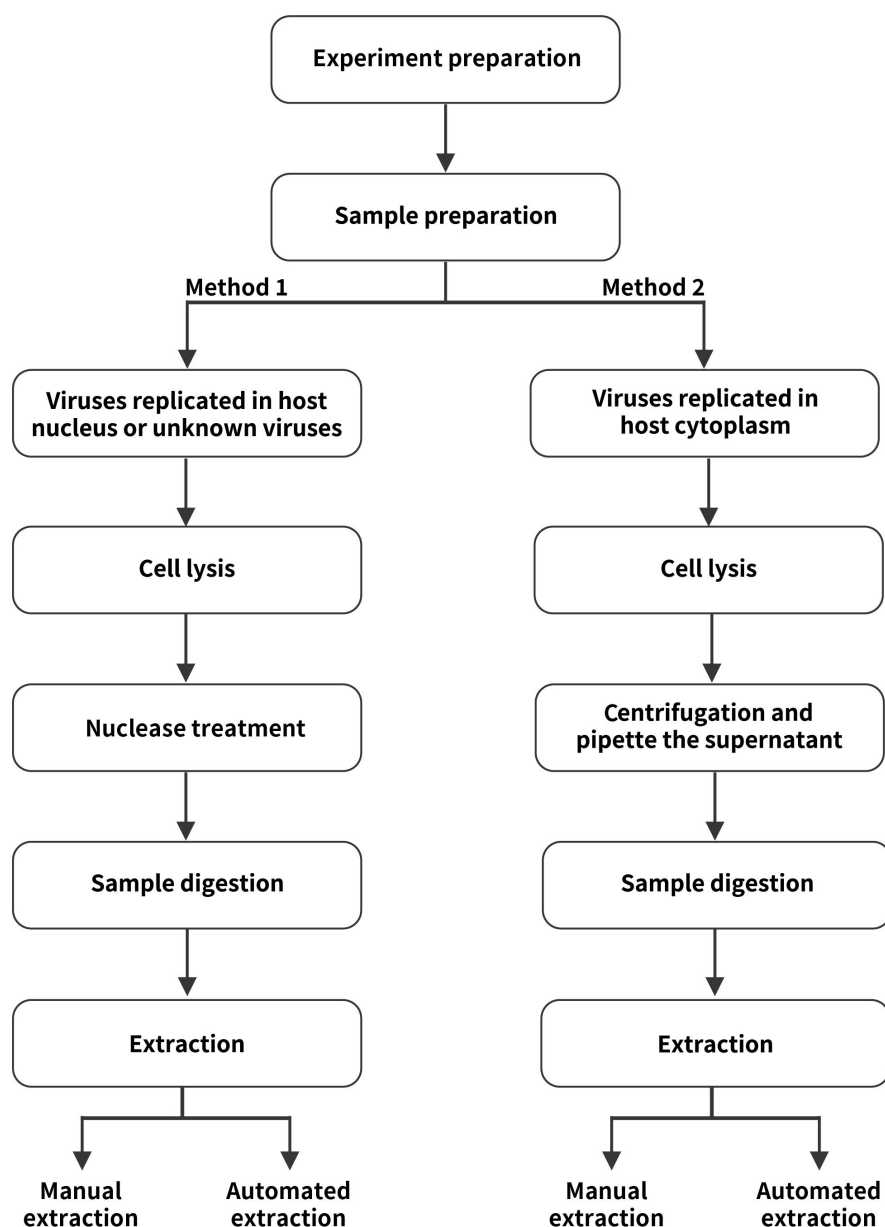 Experiment preparation
Sample preparation
Method 1
Method 2
Viruses replicated in host
nucleus or unknown viruses
Viruses replicated in
host cytoplasm
Cell lysis
Cell lysis
Nuclease treatment
Centrifugation and
pipette the supernatant
Sample digestion
Sample digestion
Extraction
Extraction
Manual
extraction
Automated
extraction
Manual
extraction
Automated
extraction